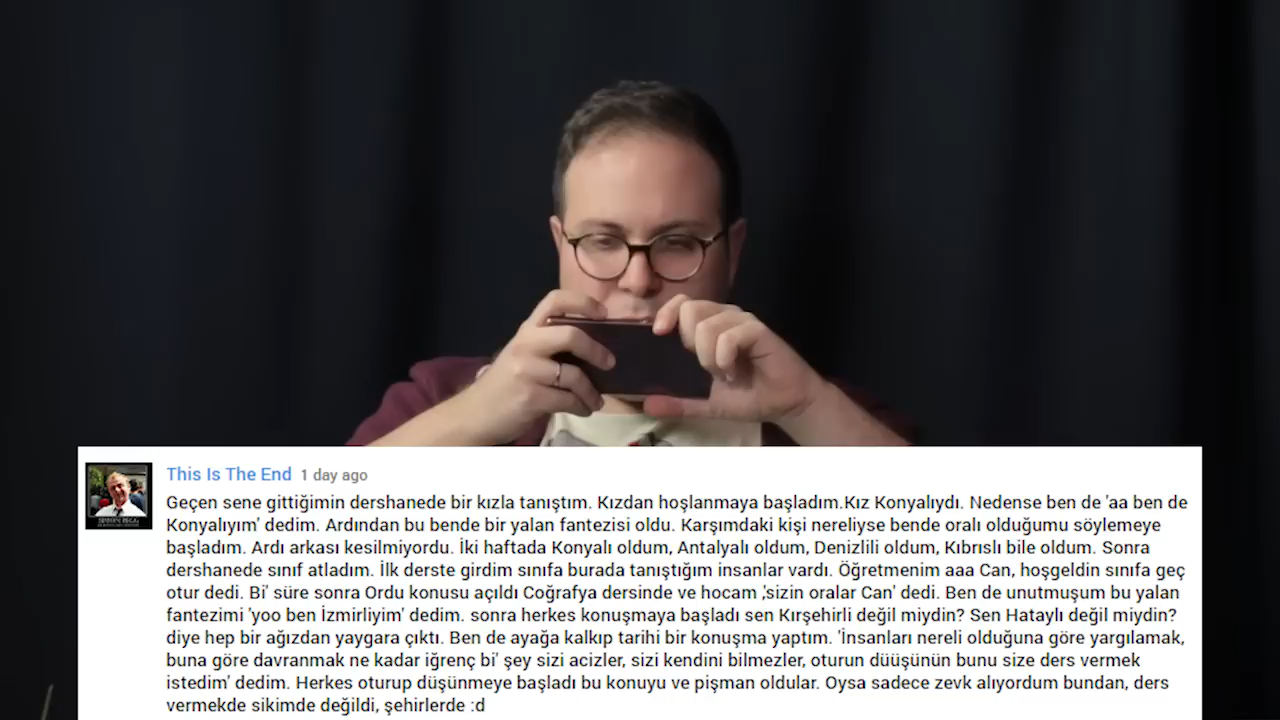 This Is The End 1 day ago
Geçen sene gittiğimin dershanede bir kızla tanıştım. Kızdan hoşlanmaya başladım.Kız Konyalıydı. Nedense ben de 'aa ben de
Konyalıyım' dedim. Ardından bu bende bir yalan fantezisi oldu. Karşımdaki kişi nereliyse bende oralı olduğumu söylemeye
başladım. Ardı arkası kesilmiyordu. İki haftada Konyalı oldum, Antalyalı oldum, Denizlili oldum, Kıbrıslı bile oldum. Sonra
dershanede sınıf atladım. İlk derste girdim sınıfa burada tanıştığım insanlar vardı. Öğretmenim aaa Can, hoşgeldin sınıfa geç
otur dedi. Bi' süre sonra Ordu konusu açıldı Coğrafya dersinde ve hocam ,'sizin oralar Can' dedi. Ben de unutmuşum bu yalan
fantezimi 'yoo ben İzmirliyim' dedim. sonra herkes konuşmaya başladı sen Kırşehirli değil miydin? Sen Hataylı değil miydin?
diye hep bir ağızdan yaygara çıktı. Ben de ayağa kalkıp tarihi bir konuşma yaptım. 'İnsanları nereli olduğuna göre yargılamak,
buna göre davranmak ne kadar iğrenç bi' şey sizi acizler, sizi kendini bilmezler, oturun düüşünün bunu size ders vermek
istedim' dedim. Herkes oturup düşünmeye başladı bu konuyu ve pişman oldular. Oysa sadece zevk alıyordum bundan, ders
vermekde sikimde değildi, şehirlerde :d